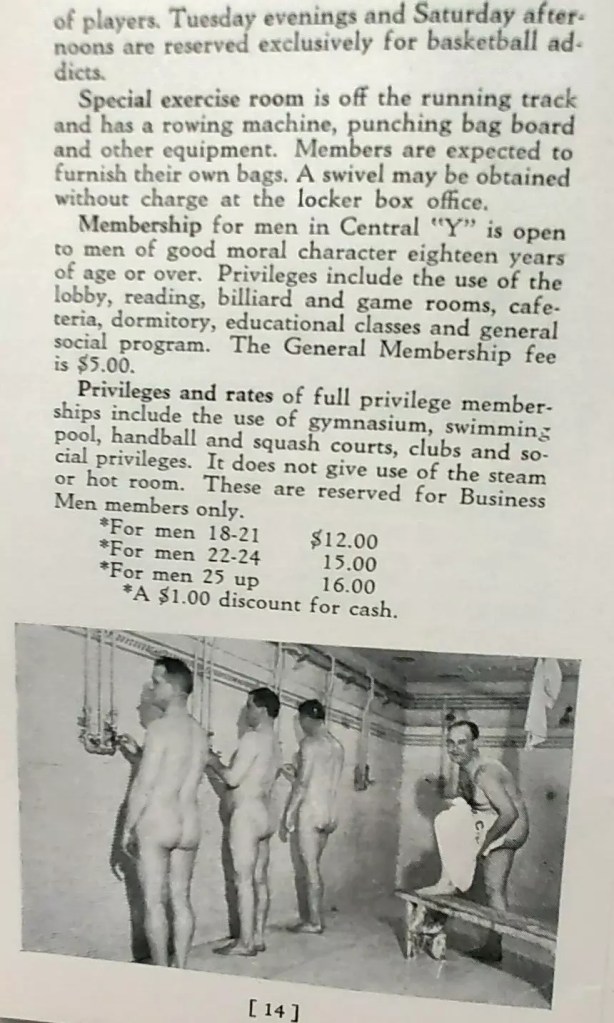 of players. Tuesday evenings and Saturday after-
noons are reserved exclusively for basketball ad-
dicts.
Special exercise room is off the running track
and has a rowing machine, punching bag board
and other equipment. Members are expected to
furnish their own bags. A swivel may be obtained
without charge at the locker box office.
Membership for men in Central "Y" is open
to men of good moral character eighteen years
of age or over. Privileges include the use of the
lobby, reading, billiard and game rooms, cafe-
teria, dormitory, educational classes and general
social program. The General Membership fee
is $5.00.
Privileges and rates of full privilege member-
ships include the use of gymnasium, swimming
pool, handball and squash courts, clubs and so-
cial privileges. It does not give use of the steam
or hot room. These are reserved for Business
Men members only.
*For men 18-21 $12.00
*For men 22-24 15.00
*For men 25 up 16.00
*A $1.00 discount for cash.
[ 14 ]